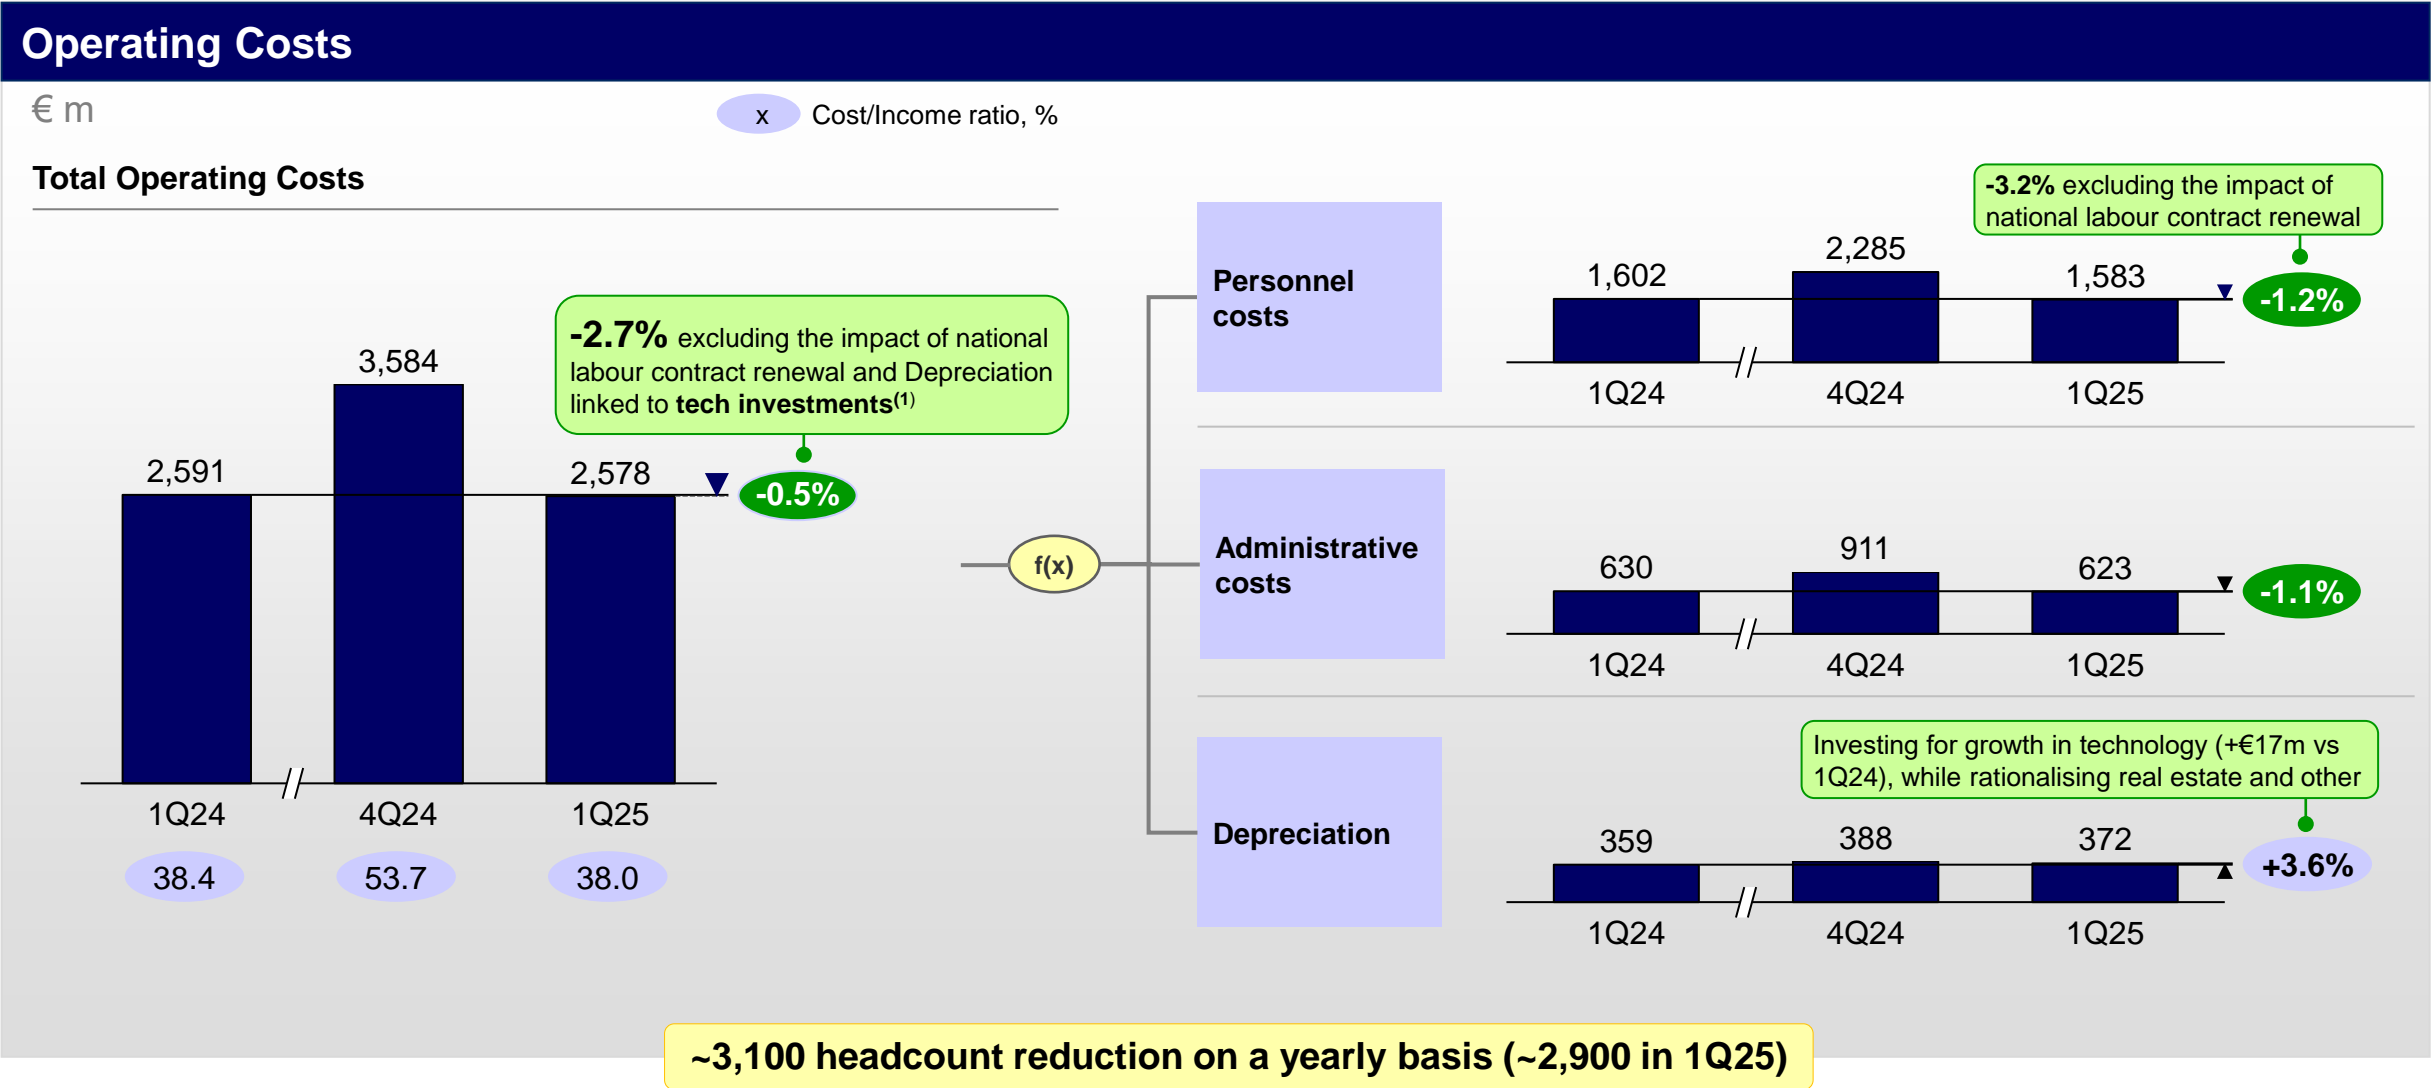 Operating Costs
€ m
x Cost/Income ratio, %
Total Operating Costs
-2.7% excluding the impact of national
labour contract renewal and Depreciation
linked to tech investments(1)
2,591
3,584
2,578
-0.5%
1Q24
4Q24
1Q25
38.4
53.7
38.0
f(x)
Personnel
costs
-3.2% excluding the impact of
national labour contract renewal
1,602
2,285
1,583
-1.2%
1Q24
4Q24
1Q25
Administrative
costs
630
911
623
-1.1%
1Q24
4Q24
1Q25
Depreciation
Investing for growth in technology (+€17m vs
1Q24), while rationalising real estate and other
359
388
372
+3.6%
1Q24
4Q24
1Q25
~3,100 headcount reduction on a yearly basis (~2,900 in 1Q25)